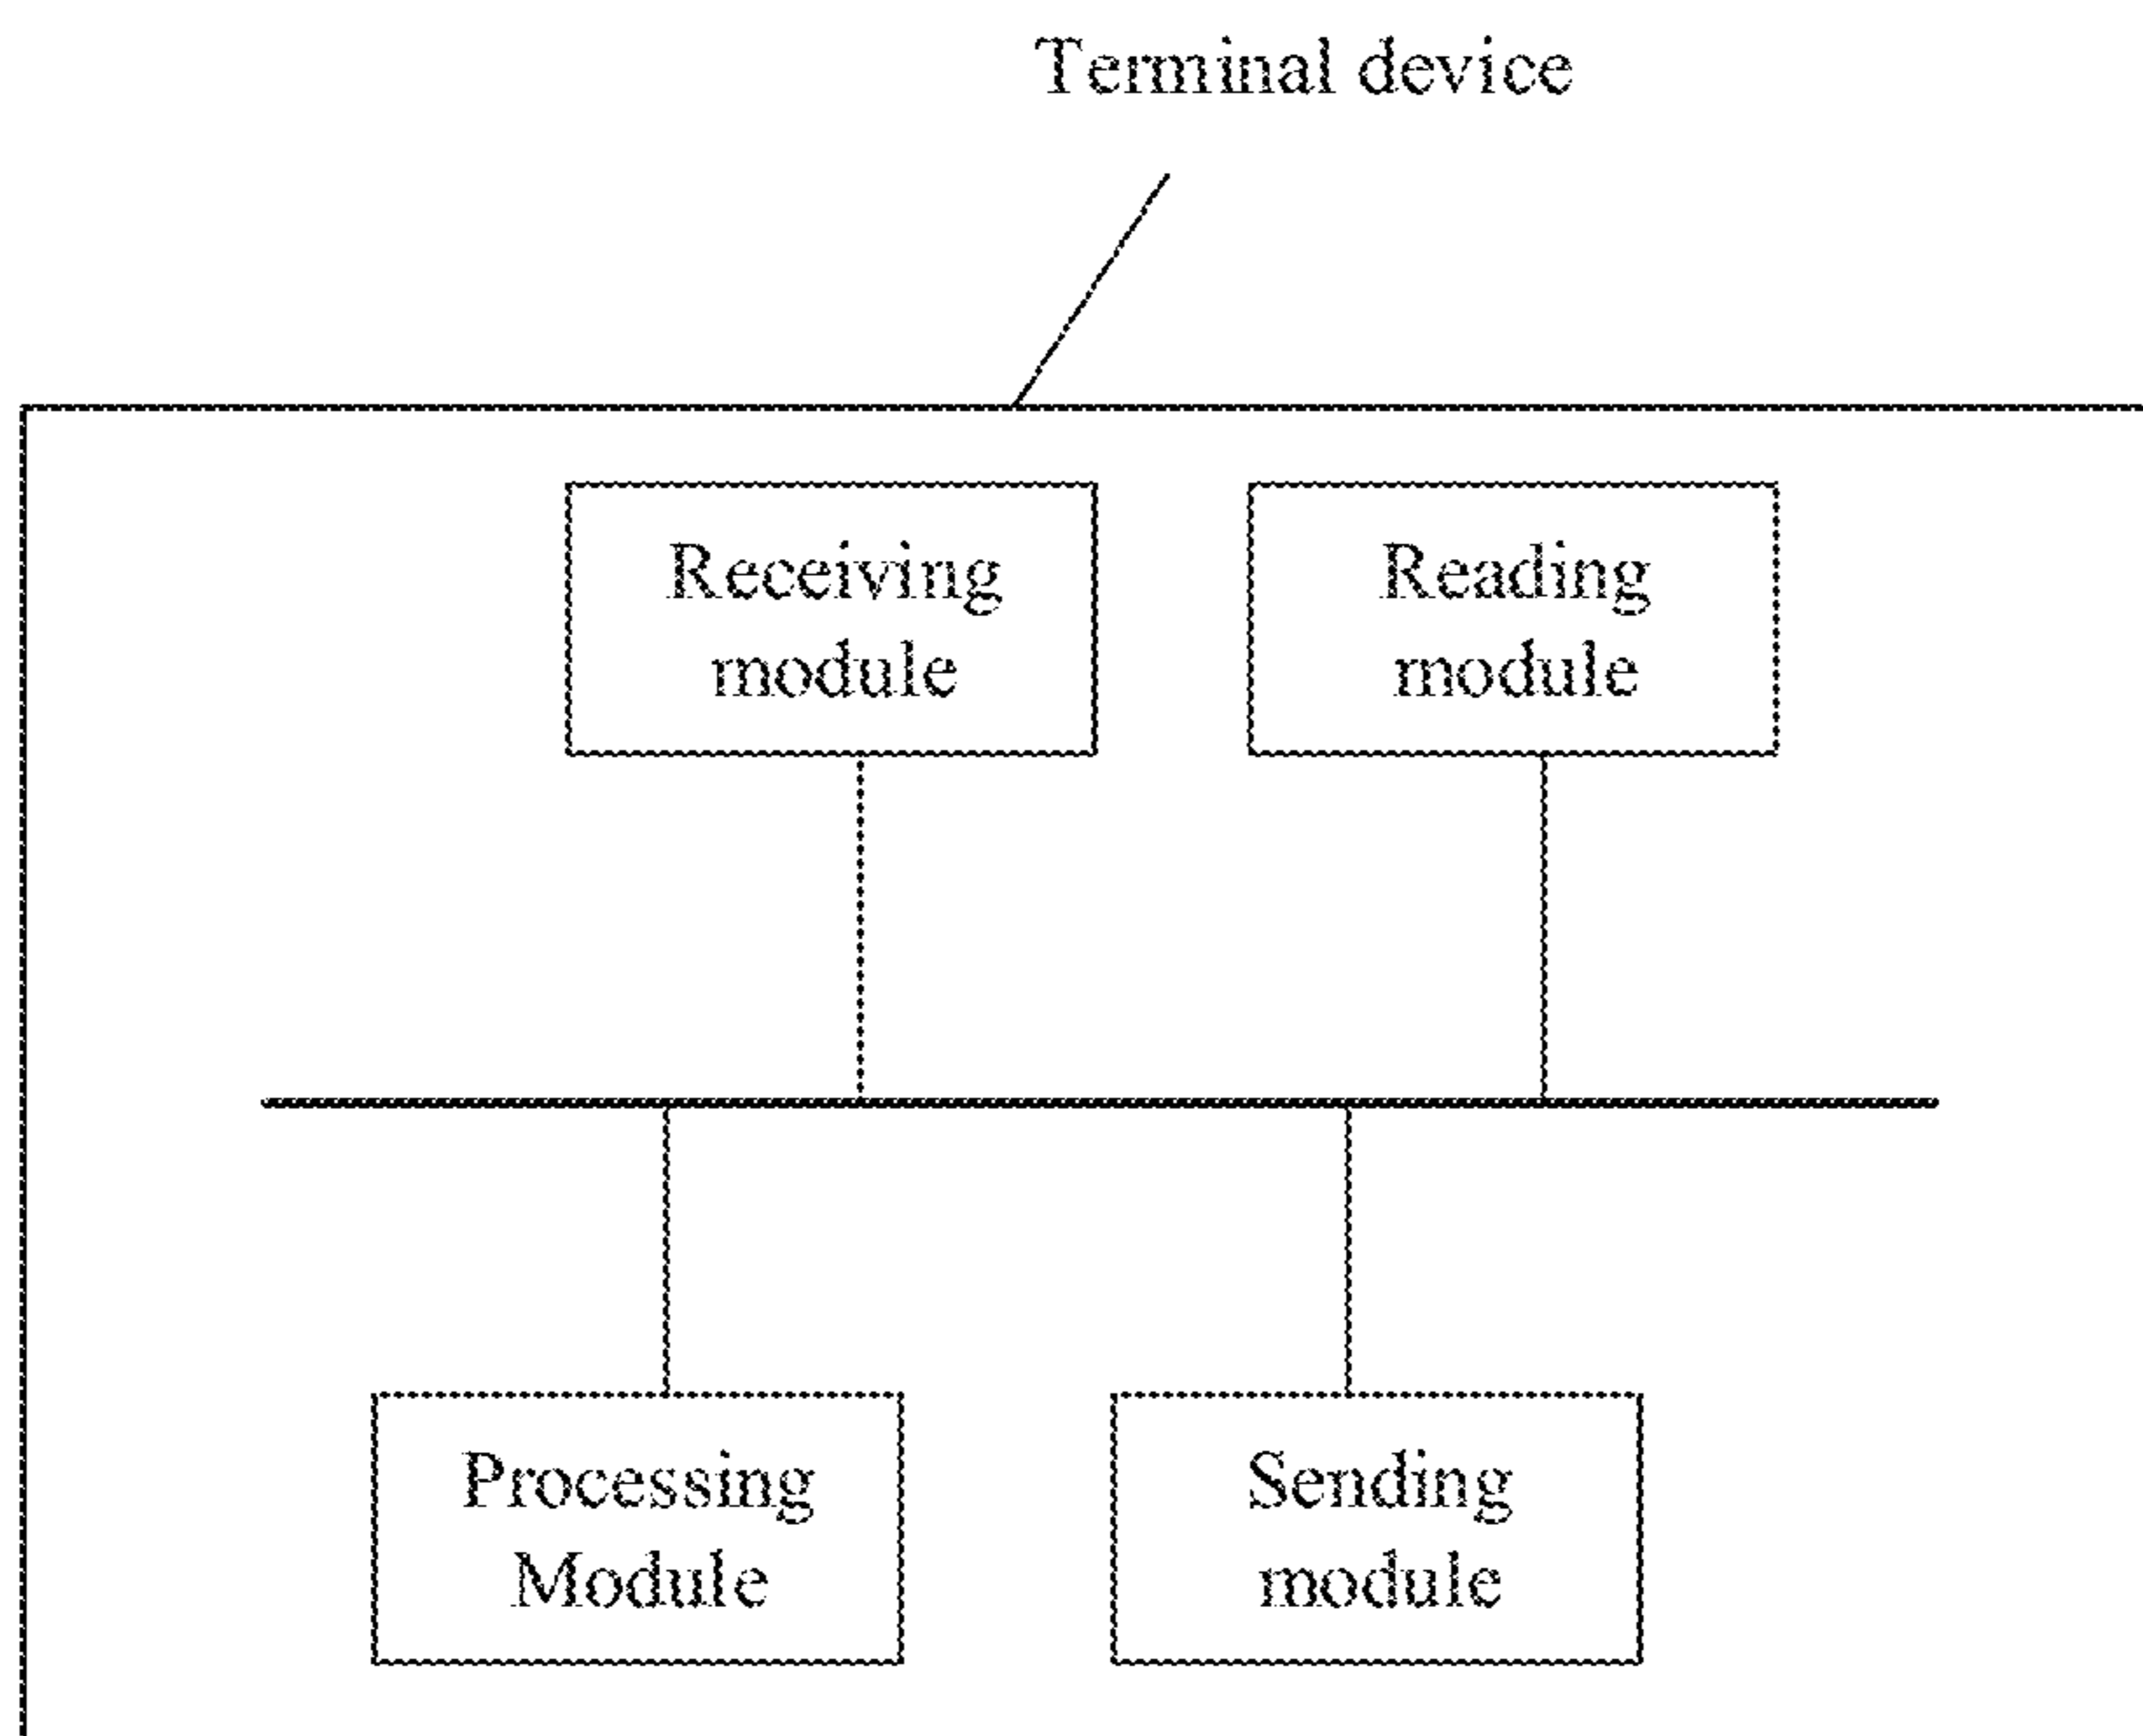 Terminal device
Receiving
module
Reading
module
Processing
Module
Sending
module